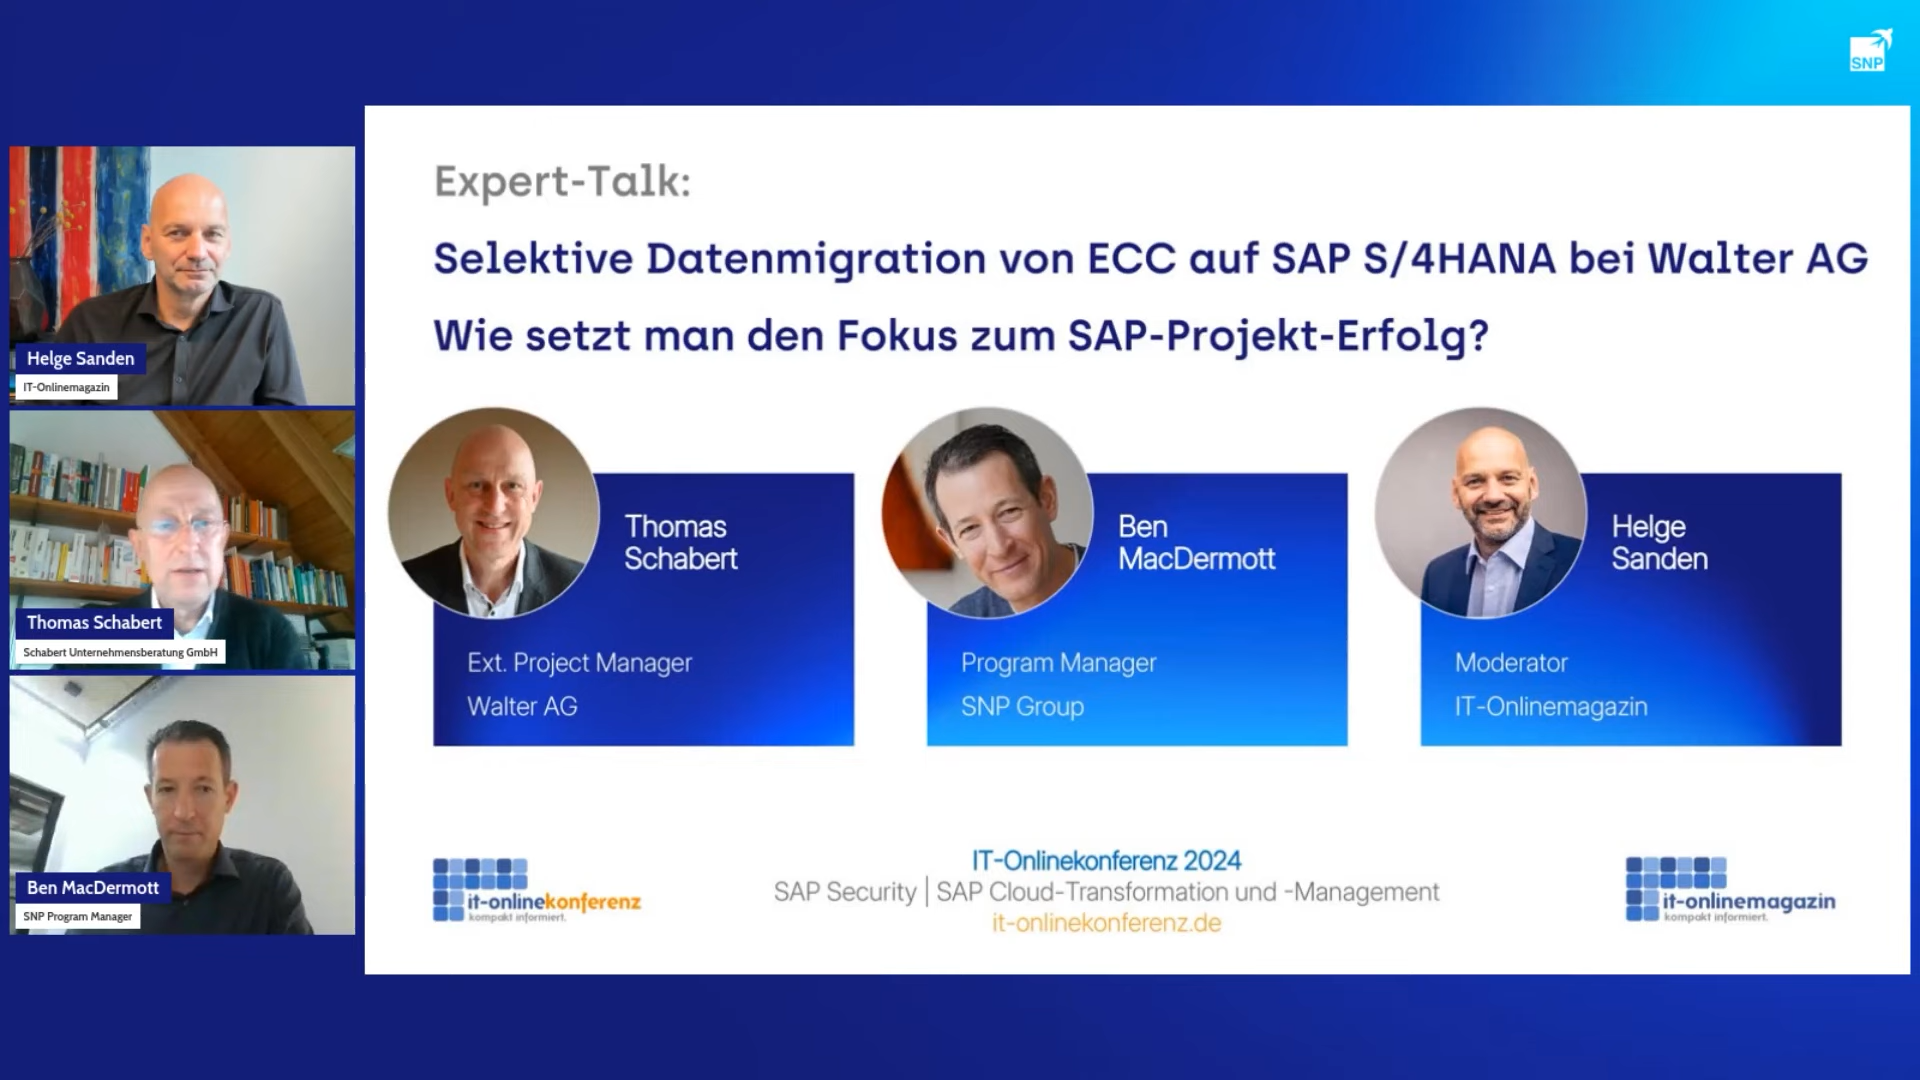 SNP
Helge Sanden
IT-Onlinemagazin
Thomas Schabert
Schabert Unternehmensberatung GmbH
Ben MacDermott
SNP Program Manager
Expert-Talk:
Selektive Datenmigration von ECC auf SAP S/4HANA bei Walter AG
Wie setzt man den Fokus zum SAP-Projekt-Erfolg?
Thomas
Schabert
Ext. Project Manager
Walter AG
Ben
MacDermott
Program Manager
SNP Group
Helge
Sanden
Moderator
IT-Onlinemagazin
it-onlinekonferenz
kompakt informiert.
IT-Onlinekonferenz 2024
SAP Security | SAP Cloud-Transformation und -Management
it-onlinekonferenz.de
it-onlinemagazin
kompakt informiert.